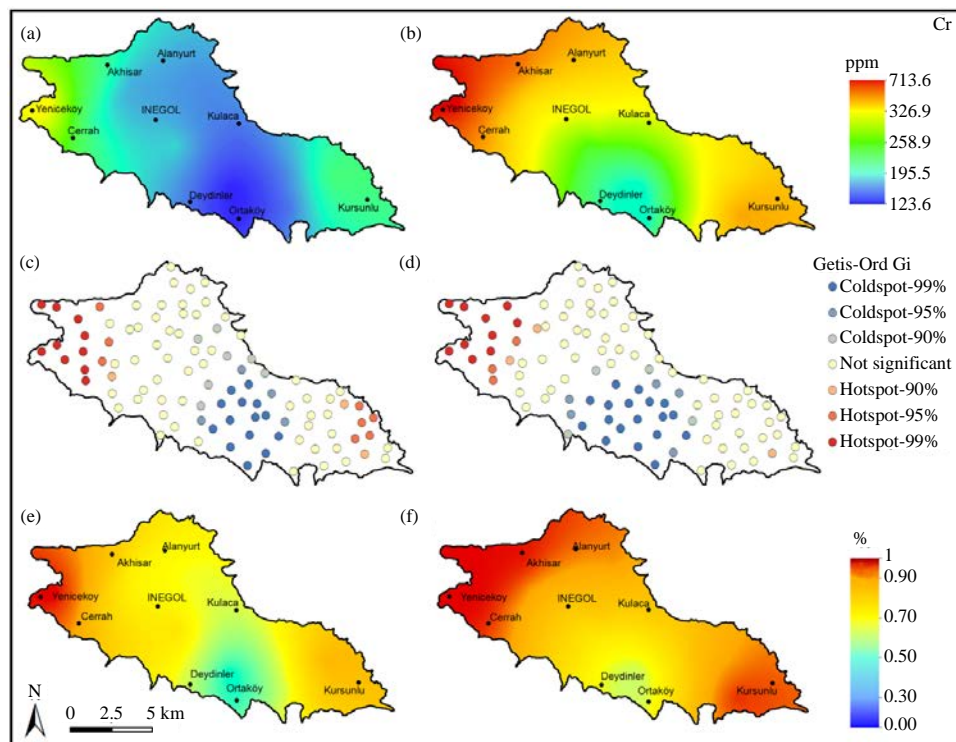 (a)
(b)
Cr
Alanyurt
Akhisar
Yeniceköy
INEGOL
Kulaca
Cerrah
Deydinler
Ortaköy
Kursunlu
Alanyurt
Akhisar
Yenicekoy
INEGOL
Kulaca
Cerrah
Deydinler
Ortaköy
Kursunlu
ppm
713.6
326.9
258.9
195.5
123.6
(c)
(d)
Getis-Ord Gi
Coldspot-99%
Coldspot-95%
Coldspot-90%
Not significant
Hotspot-90%
Hotspot-95%
Hotspot-99%
(e)
(f)
Alanyurt
Akhisar
Yenicekoy
INEGOL
Kulaca
Cerrah
Deydinler
Ortaköy
Kursunlu
Alanyurt
Akhisar
Yenicekoy
INEGOL
Kulaca
Cerrah
Deydinler
Ortaköy
Kursunlu
%
1
0.90
0.70
0.50
0.30
0.00
N
0 2.5 5 km